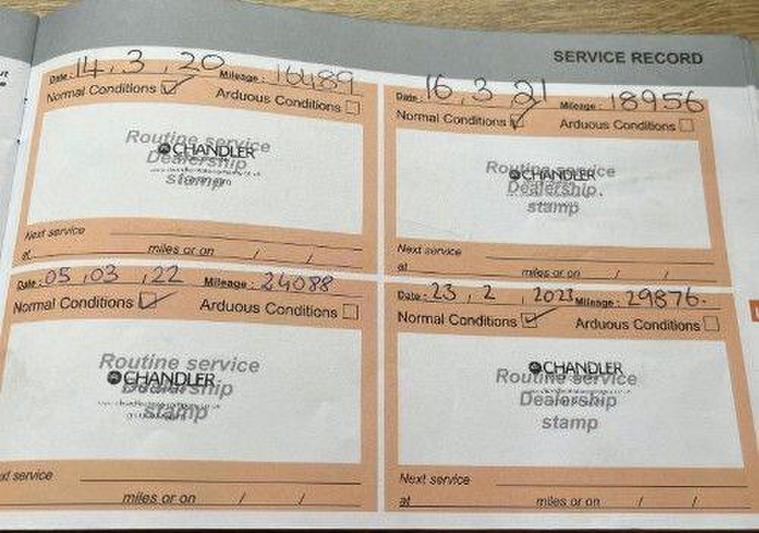 SERVICE RECORD
Date: 14.3.20 Mileage: 16489
Normal Conditions Arduous Conditions
Routine service
CHANDLER
Dealership
stamp
Next service
at miles or on / /
Date: 16.3 21 Mileage: 18956
Normal Conditions Arduous Conditions
Routine service
CHANDLER
Dealership
stamp
Next service
at miles or on / /
Date: 05,03,22 Mileage: 24088
Normal Conditions Arduous Conditions
Routine service
CHANDLER
Dealership
stamp
service
miles or on / /
Date: 23, 2, 2023 Mileage: 29876.
Normal Conditions Arduous Conditions
CHANDLER
Routine service
Dealership
stamp
Next service
at miles or on / /